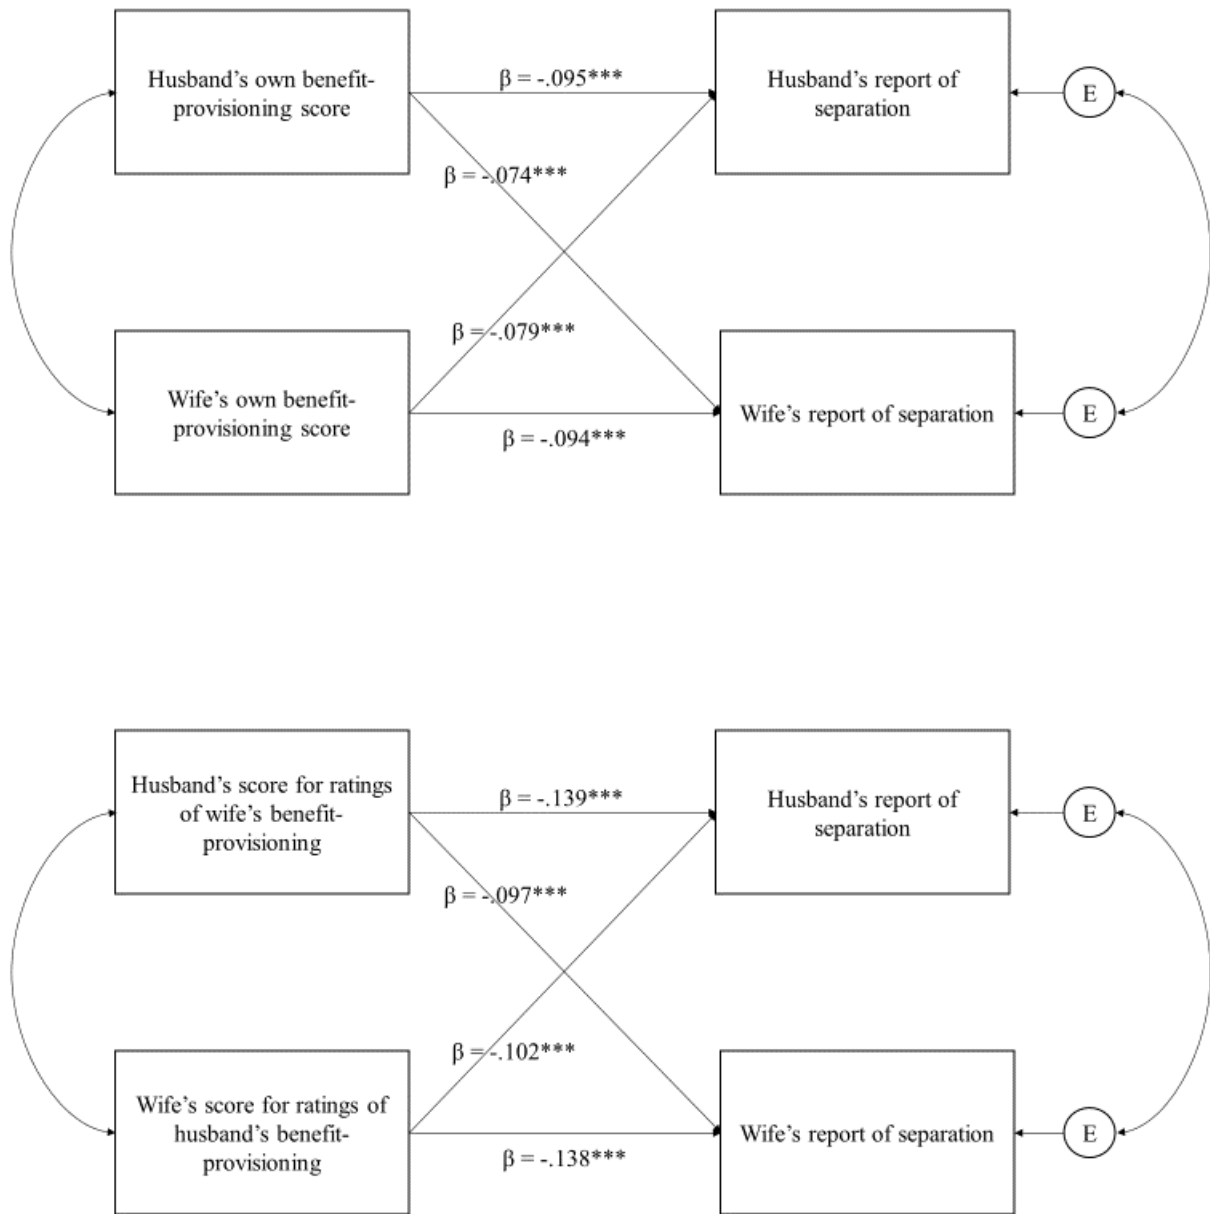 Husband's own benefit-
provisioning score
β = -.095***
Husband's report of
separation
E
β = -.074***
β = -.079***
Wife's own benefit-
provisioning score
β = -.094***
Wife's report of separation
E
Husband's score for ratings
of wife's benefit-
provisioning
β = -.139***
Husband's report of
separation
E
β = -.097***
β = -.102***
Wife's score for ratings of
husband's benefit-
provisioning
β = -.138***
Wife's report of separation
E